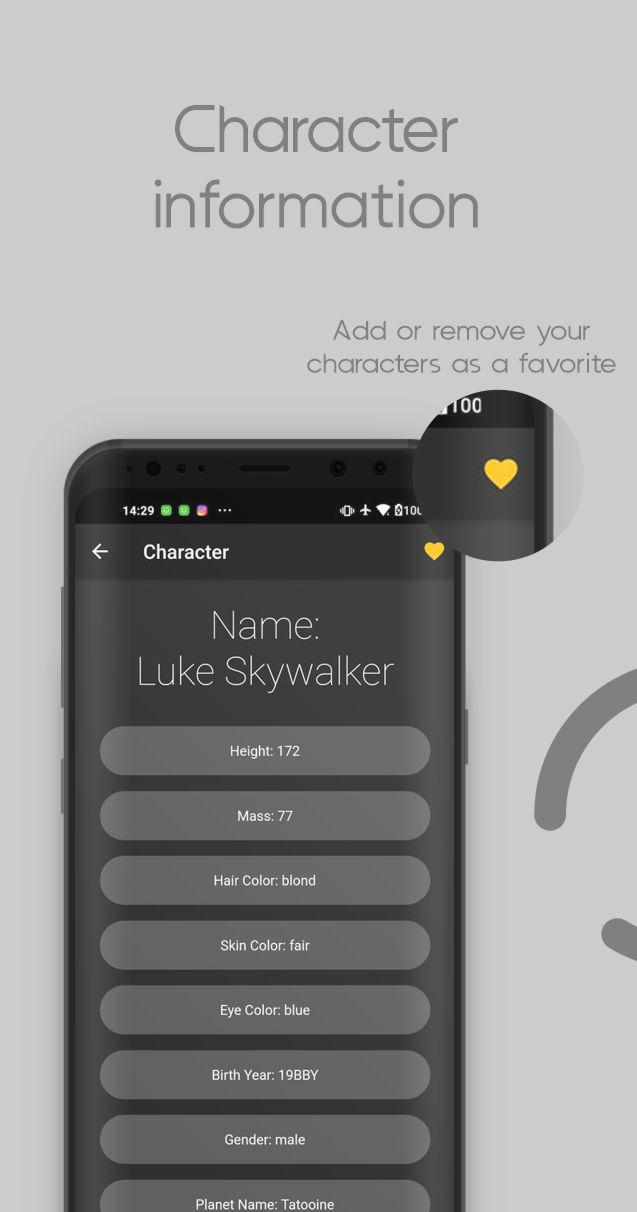 Character
information
Add or remove your
characters as a favorite
100
14:29
Character
Name:
Luke Skywalker
Height: 172
Mass: 77
Hair Color: blond
Skin Color: fair
Eye Color: blue
Birth Year: 19BBY
Gender: male
Planet Name: Tatooine